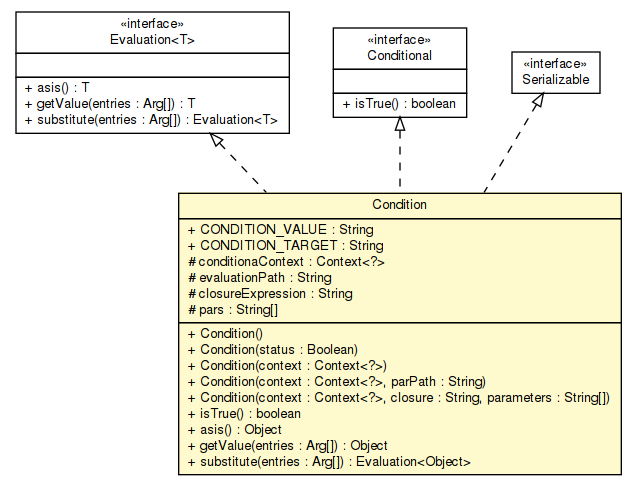 «interface»
Evaluation<T>
+ asis() : T
+ getValue(entries : Arg[]) : T
+ substitute(entries : Arg[]) : Evaluation<T>
«interface»
Conditional
+ isTrue() : boolean
«interface»
Serializable
Condition
+ CONDITION_VALUE : String
+ CONDITION_TARGET : String
# conditionaContext : Context<?>
# evaluationPath : String
# closureExpression : String
# pars : String[]
+ Condition()
+ Condition(status : Boolean)
+ Condition(context : Context<?>)
+ Condition(context : Context<?>, parPath : String)
+ Condition(context : Context<?>, closure : String, parameters : String[])
+ isTrue() : boolean
+ asis() : Object
+ getValue(entries : Arg[]) : Object
+ substitute(entries : Arg[]) : Evaluation<Object>